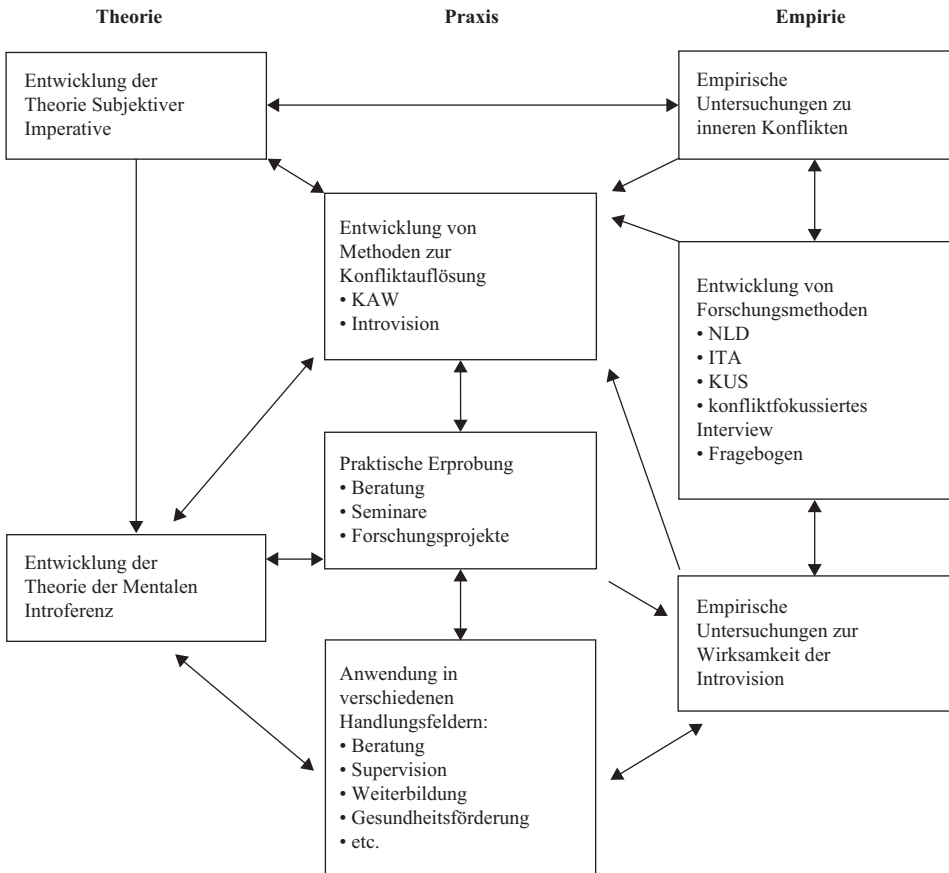 Theorie
Praxis
Empirie
Entwicklung der
Theorie Subjektiver
Imperative
Empirische
Untersuchungen zu
inneren Konflikten
Entwicklung von
Methoden zur
Konfliktauflösung
• KAW
• Introvision
Entwicklung von
Forschungsmethoden
• NLD
• ITA
• KUS
• konfliktfokussiertes
Interview
• Fragebogen
Praktische Erprobung
• Beratung
• Seminare
• Forschungsprojekte
Entwicklung der
Theorie der Mentalen
Introferenz
Empirische
Untersuchungen zur
Wirksamkeit der
Introvision
Anwendung in
verschiedenen
Handlungsfeldern:
• Beratung
• Supervision
• Weiterbildung
• Gesundheitsförderung
• etc.